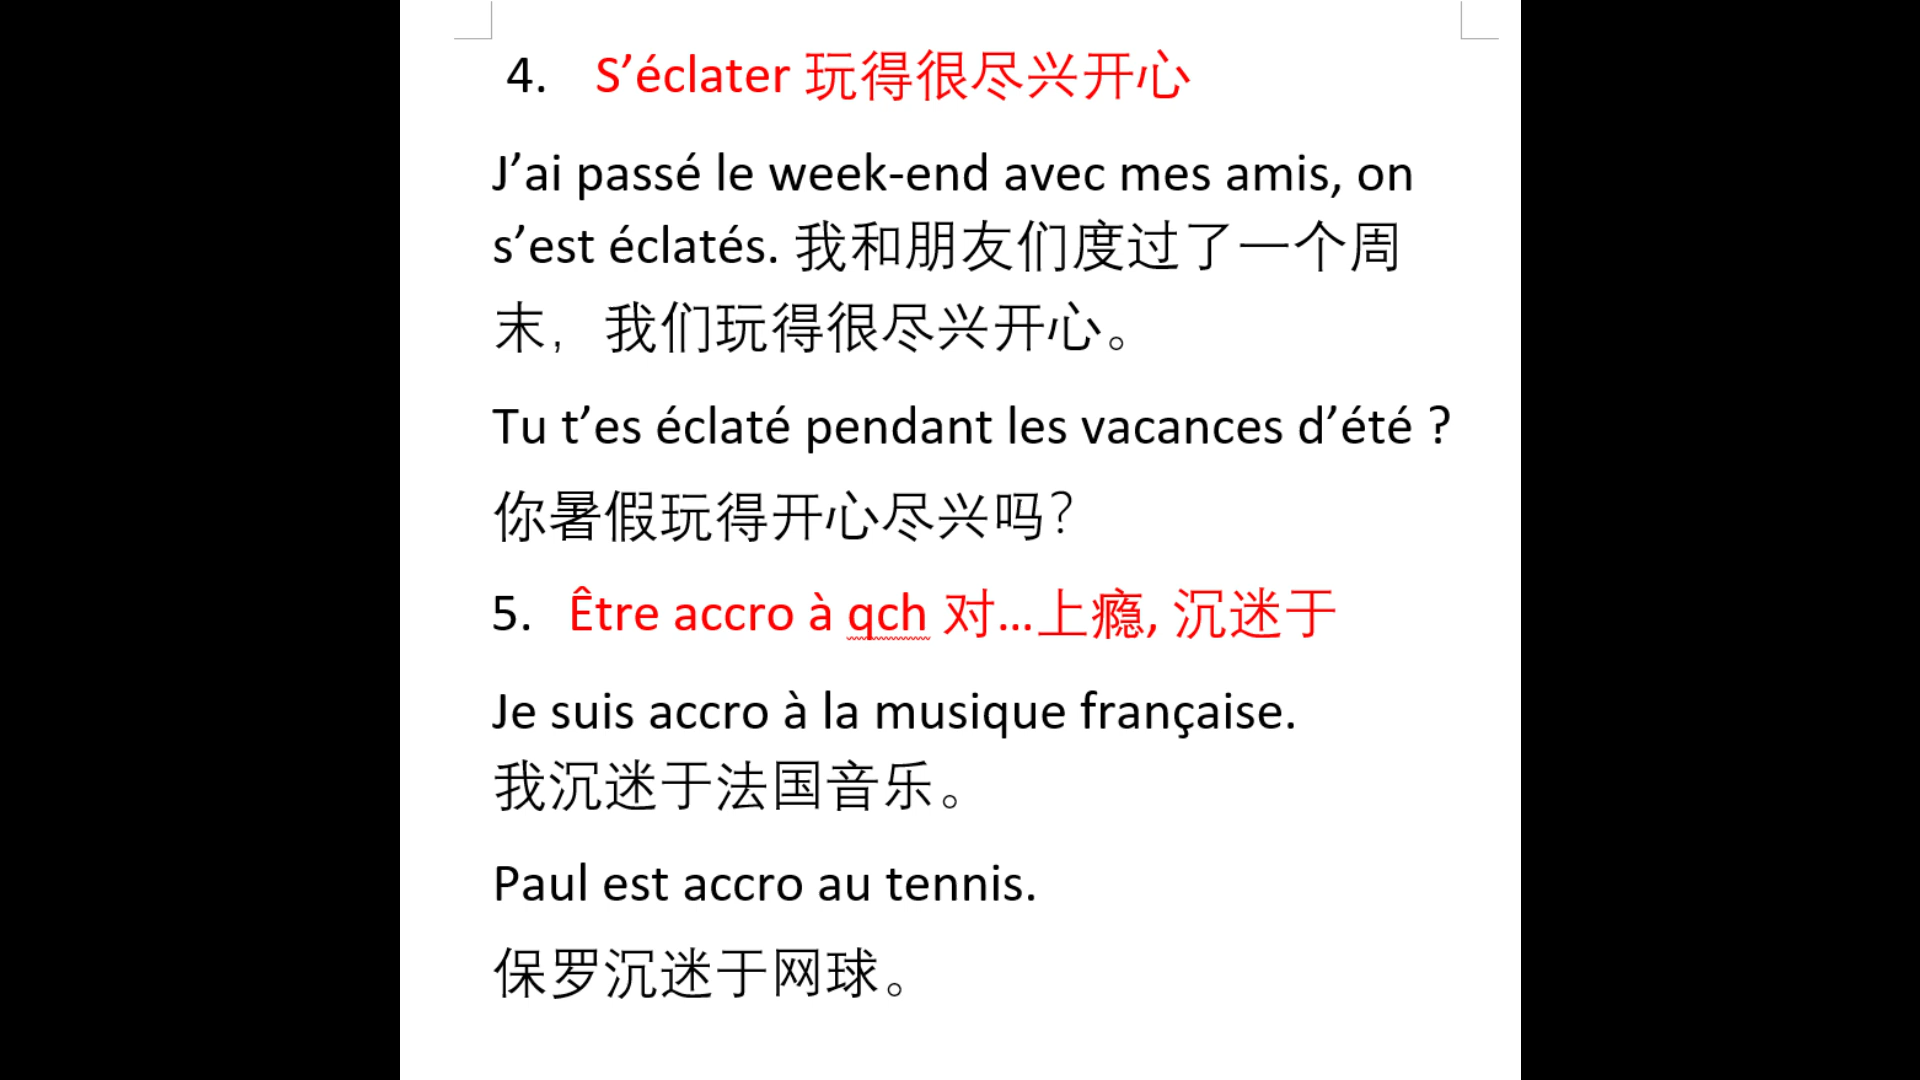 4. S’éclater 玩得很尽兴开心
J’ai passé le week-end avec mes amis, on
s’est éclatés. 我和朋友们度过了一个周
末，我们玩得很尽兴开心。
Tu t’es éclaté pendant les vacances d’été ?
你暑假玩得开心尽兴吗？
5. Être accro à qch 对…上瘾, 沉迷于
Je suis accro à la musique française.
我沉迷于法国音乐。
Paul est accro au tennis.
保罗沉迷于网球。